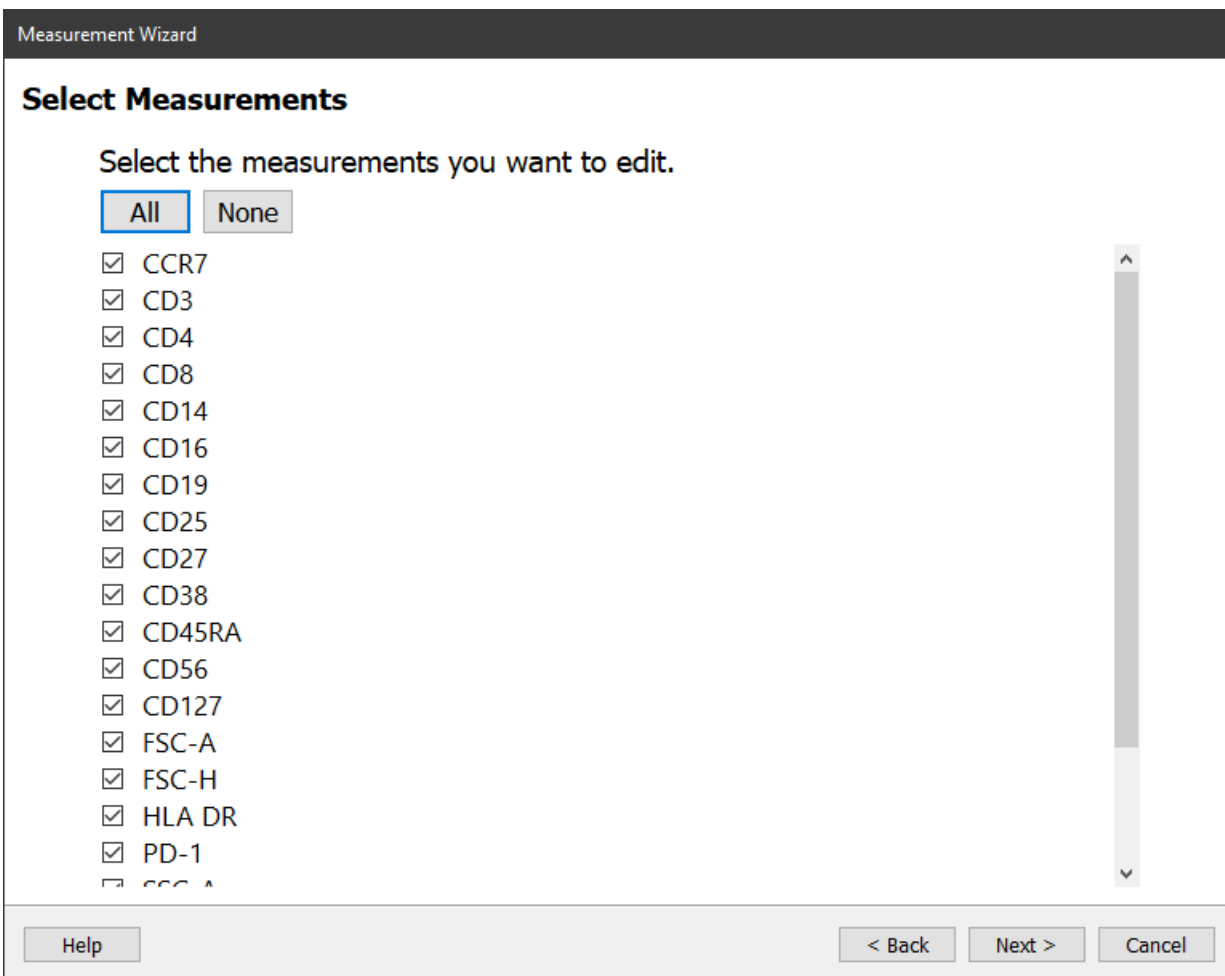 Measurement Wizard
Select Measurements
Select the measurements you want to edit.
All None
CCR7
CD3
CD4
CD8
CD14
CD16
CD19
CD25
CD27
CD38
CD45RA
CD56
CD127
FSC-A
FSC-H
HLA DR
PD-1
Help < Back Next > Cancel